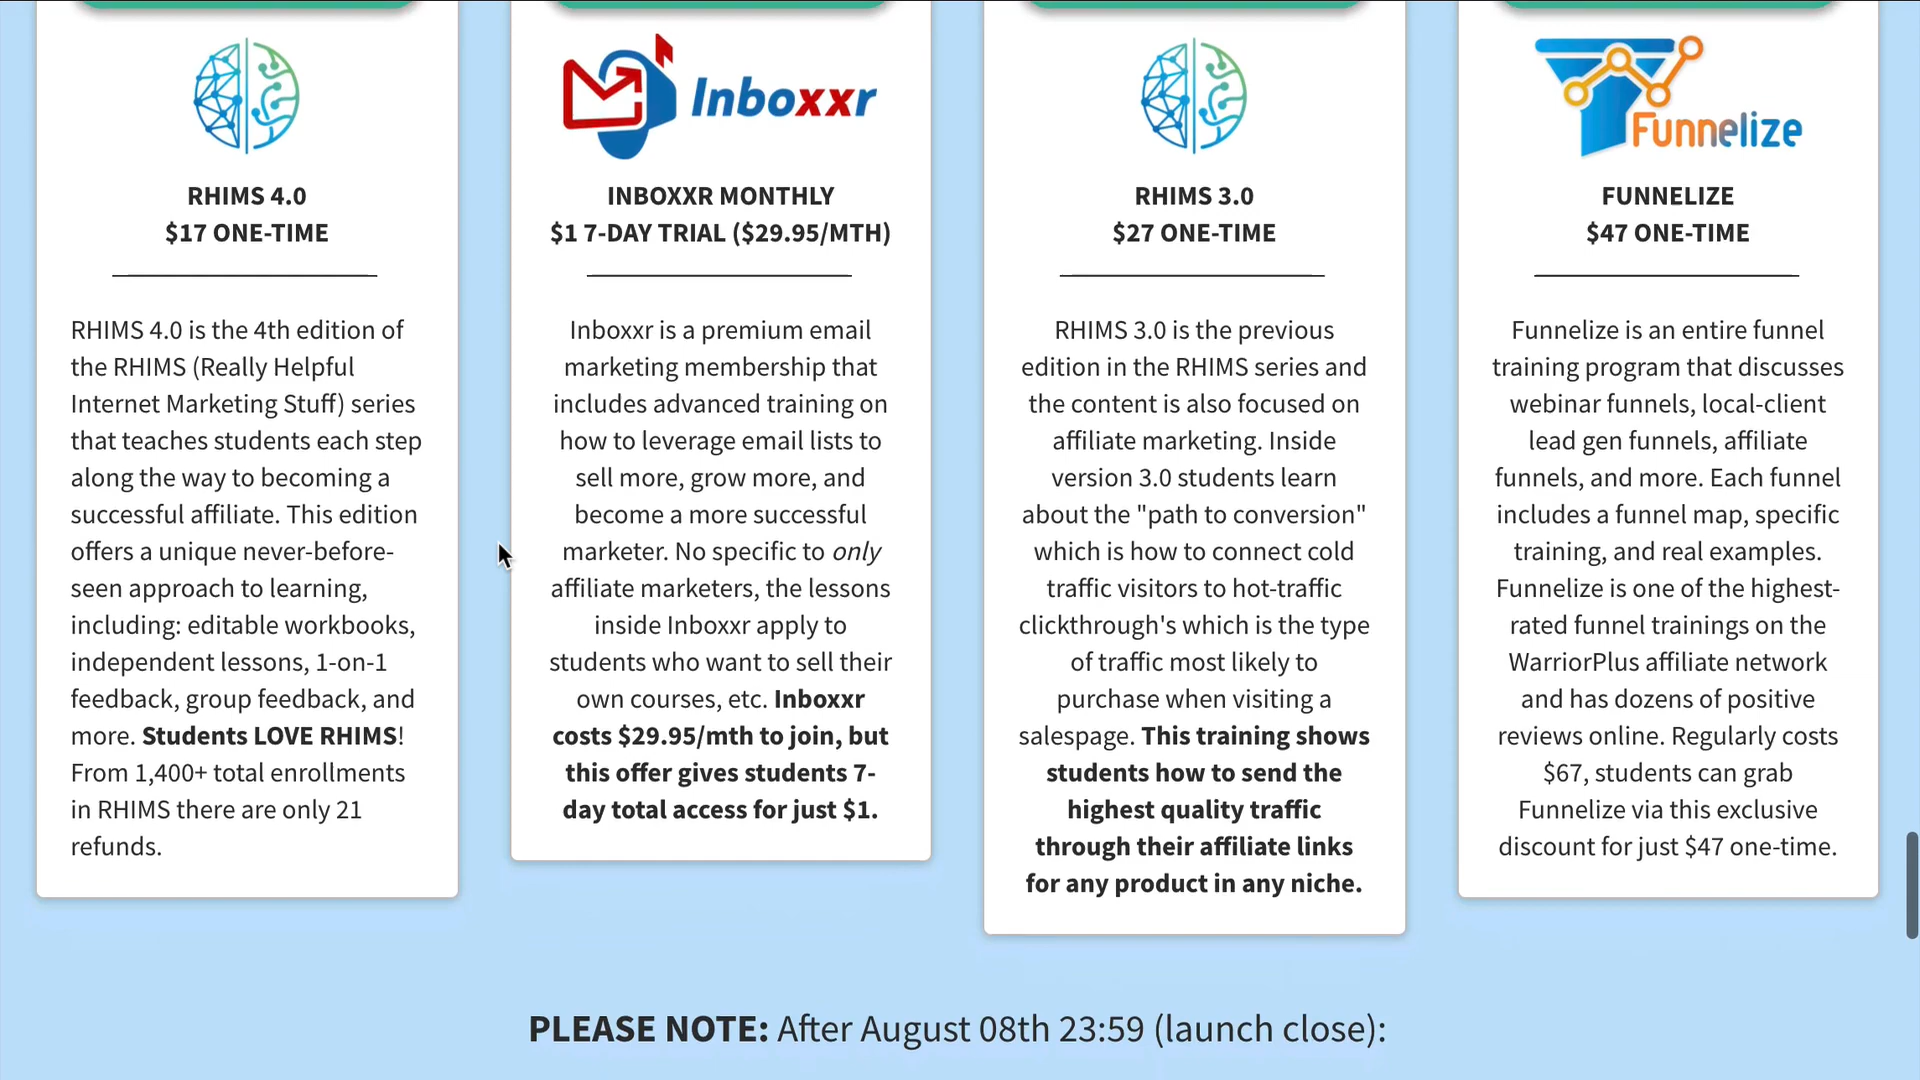 RHIMS 4.0
$17 ONE-TIME
RHIMS 4.0 is the 4th edition of
the RHIMS (Really Helpful
Internet Marketing Stuff) series
that teaches students each step
along the way to becoming a
successful affiliate. This edition
offers a unique never-before-
seen approach to learning,
including: editable workbooks,
independent lessons, 1-on-1
feedback, group feedback, and
more. Students LOVE RHIMS!
From 1,400+ total enrollments
in RHIMS there are only 21
refunds.
Inboxxr
INBOXXR MONTHLY
$1 7-DAY TRIAL ($29.95/MTH)
Inboxxr is a premium email
marketing membership that
includes advanced training on
how to leverage email lists to
sell more, grow more, and
become a more successful
marketer. No specific to only
affiliate marketers, the lessons
inside Inboxxr apply to
students who want to sell their
own courses, etc. Inboxxr
costs $29.95/mth to join, but
this offer gives students 7-
day total access for just $1.
RHIMS 3.0
$27 ONE-TIME
RHIMS 3.0 is the previous
edition in the RHIMS series and
the content is also focused on
affiliate marketing. Inside
version 3.0 students learn
about the "path to conversion"
which is how to connect cold
traffic visitors to hot-traffic
clickthrough's which is the type
of traffic most likely to
purchase when visiting a
salespage. This training shows
students how to send the
highest quality traffic
through their affiliate links
for any product in any niche.
Funnelize
FUNNELIZE
$47 ONE-TIME
Funnelize is an entire funnel
training program that discusses
webinar funnels, local-client
lead gen funnels, affiliate
funnels, and more. Each funnel
includes a funnel map, specific
training, and real examples.
Funnelize is one of the highest-
rated funnel trainings on the
WarriorPlus affiliate network
and has dozens of positive
reviews online. Regularly costs
$67, students can grab
Funnelize via this exclusive
discount for just $47 one-time.
PLEASE NOTE: After August 08th 23:59 (launch close):